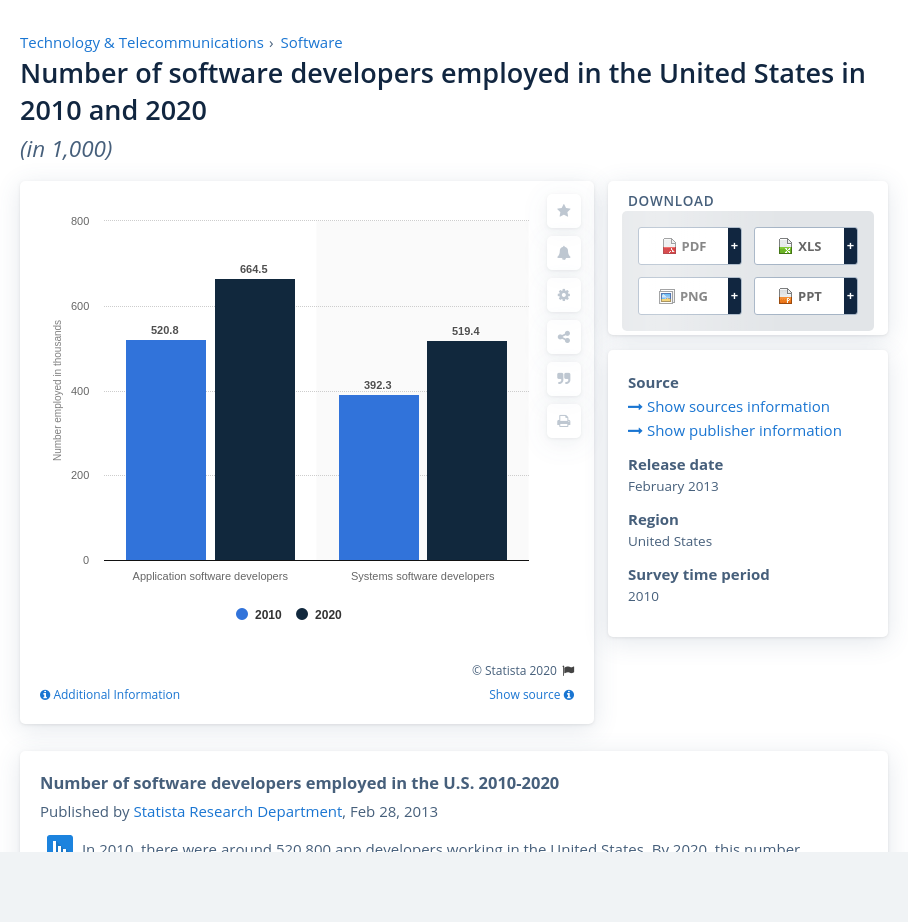 Technology & Telecommunications › Software
Number of software developers employed in the United States in
2010 and 2020
(in 1,000)
800
600
400
200
0
Number employed in thousands
520.8
664.5
392.3
519.4
Application software developers
Systems software developers
2010
2020
© Statista 2020
Additional Information
Show source
DOWNLOAD
PDF +
XLS +
PNG +
PPT +
Source
Show sources information
Show publisher information
Release date
February 2013
Region
United States
Survey time period
2010
Number of software developers employed in the U.S. 2010-2020
Published by Statista Research Department, Feb 28, 2013
In 2010, there were around 520,800 app developers working in the United States. By 2020, this number